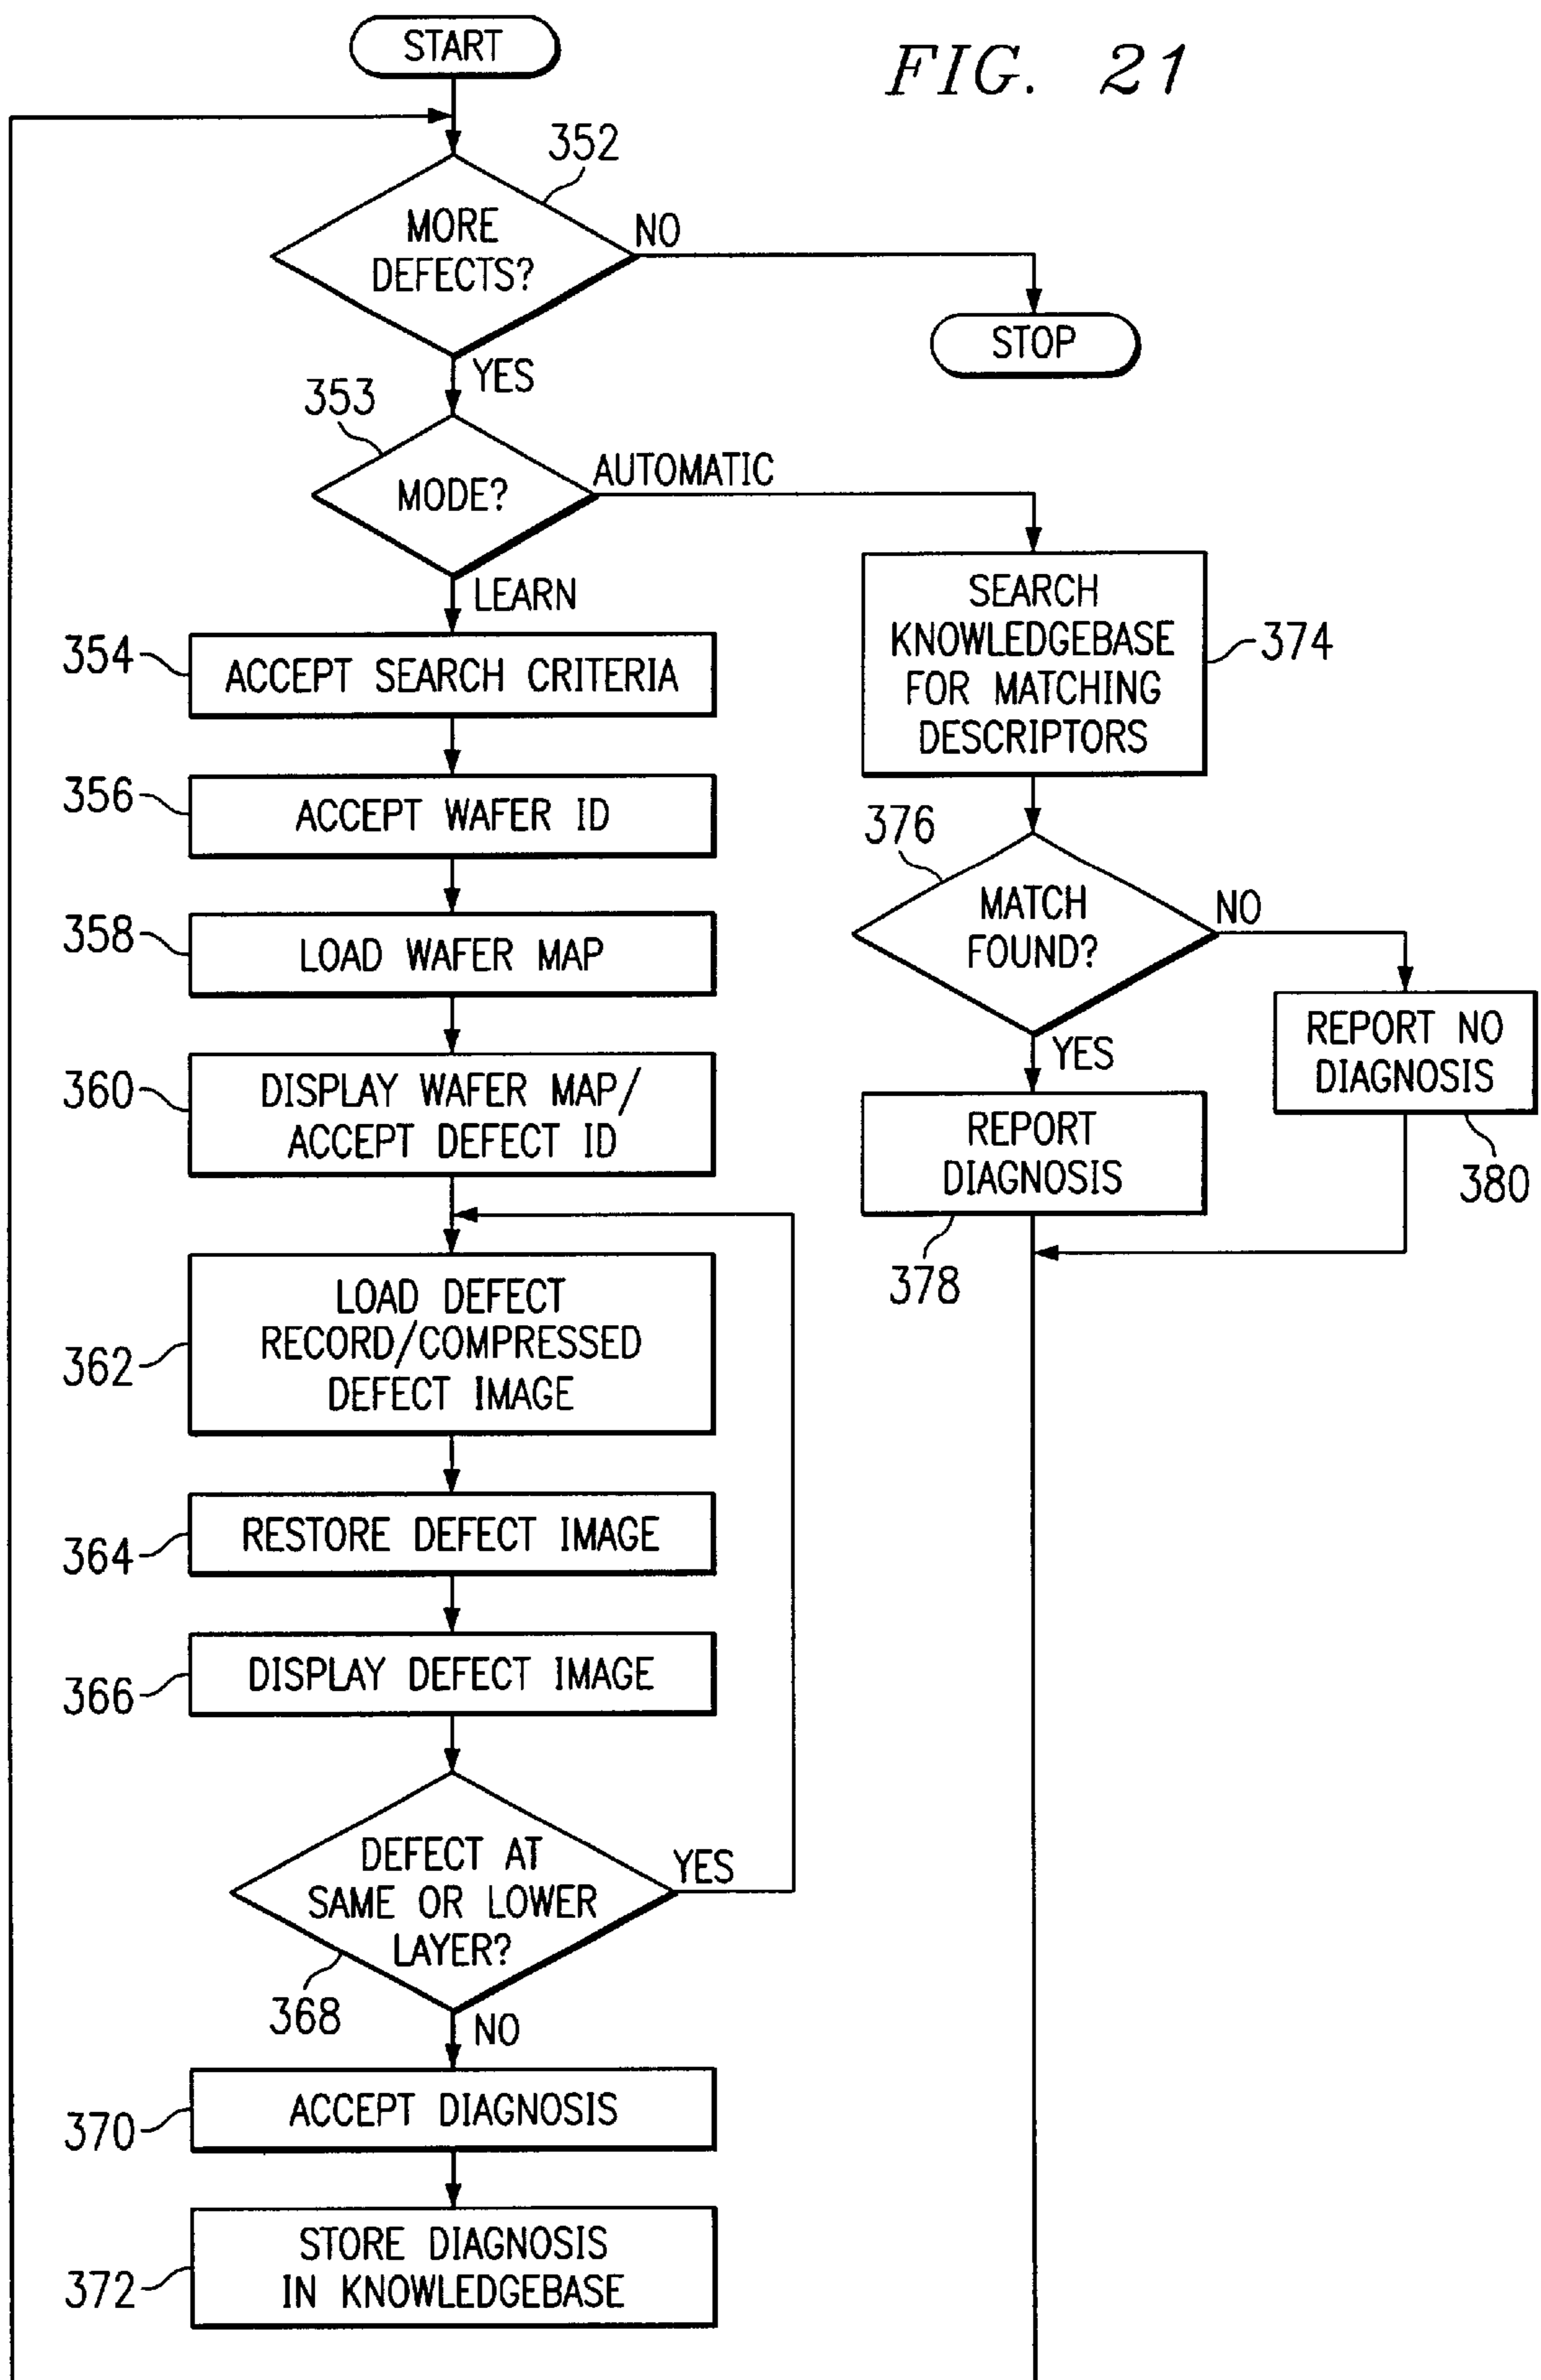 START
FIG. 21
352
MORE
DEFECTS?
NO
STOP
YES
353
MODE?
AUTOMATIC
LEARN
354
ACCEPT SEARCH CRITERIA
SEARCH
KNOWLEDGEBASE
FOR MATCHING
DESCRIPTORS
374
356
ACCEPT WAFER ID
376
MATCH
FOUND?
NO
358
LOAD WAFER MAP
YES
REPORT NO
DIAGNOSIS
380
360
DISPLAY WAFER MAP/
ACCEPT DEFECT ID
REPORT
DIAGNOSIS
378
362
LOAD DEFECT
RECORD/COMPRESSED
DEFECT IMAGE
364
RESTORE DEFECT IMAGE
366
DISPLAY DEFECT IMAGE
DEFECT AT
SAME OR LOWER
LAYER?
YES
368
NO
370
ACCEPT DIAGNOSIS
372
STORE DIAGNOSIS
IN KNOWLEDGEBASE